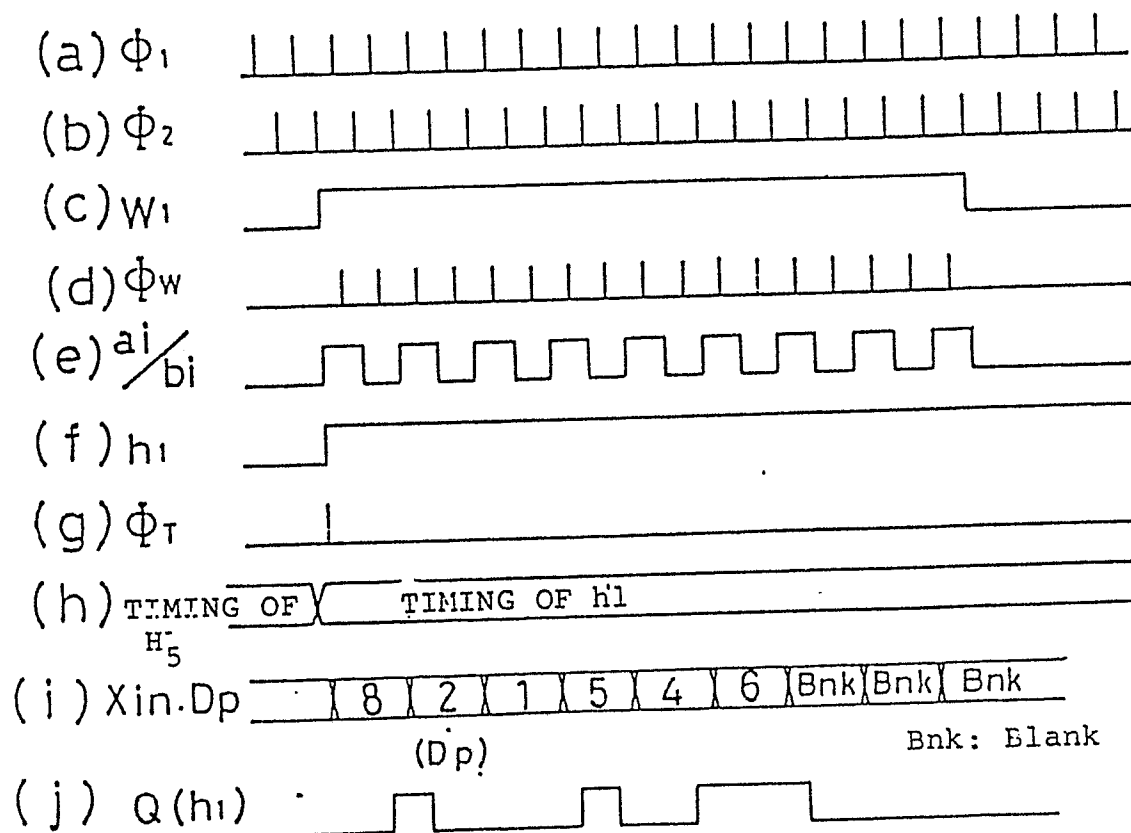 (a) Φ1
(b) Φ2
(c) W1
(d) ΦW
(e) ai/bi
(f) h1
(g) ΦT
(h) TIMING OF H5 TIMING OF h1
(i) Xin.Dp 8 2 1 5 4 6 Bnk Bnk Bnk
(Dp)
Bnk: Blank
(j) Q(h1)